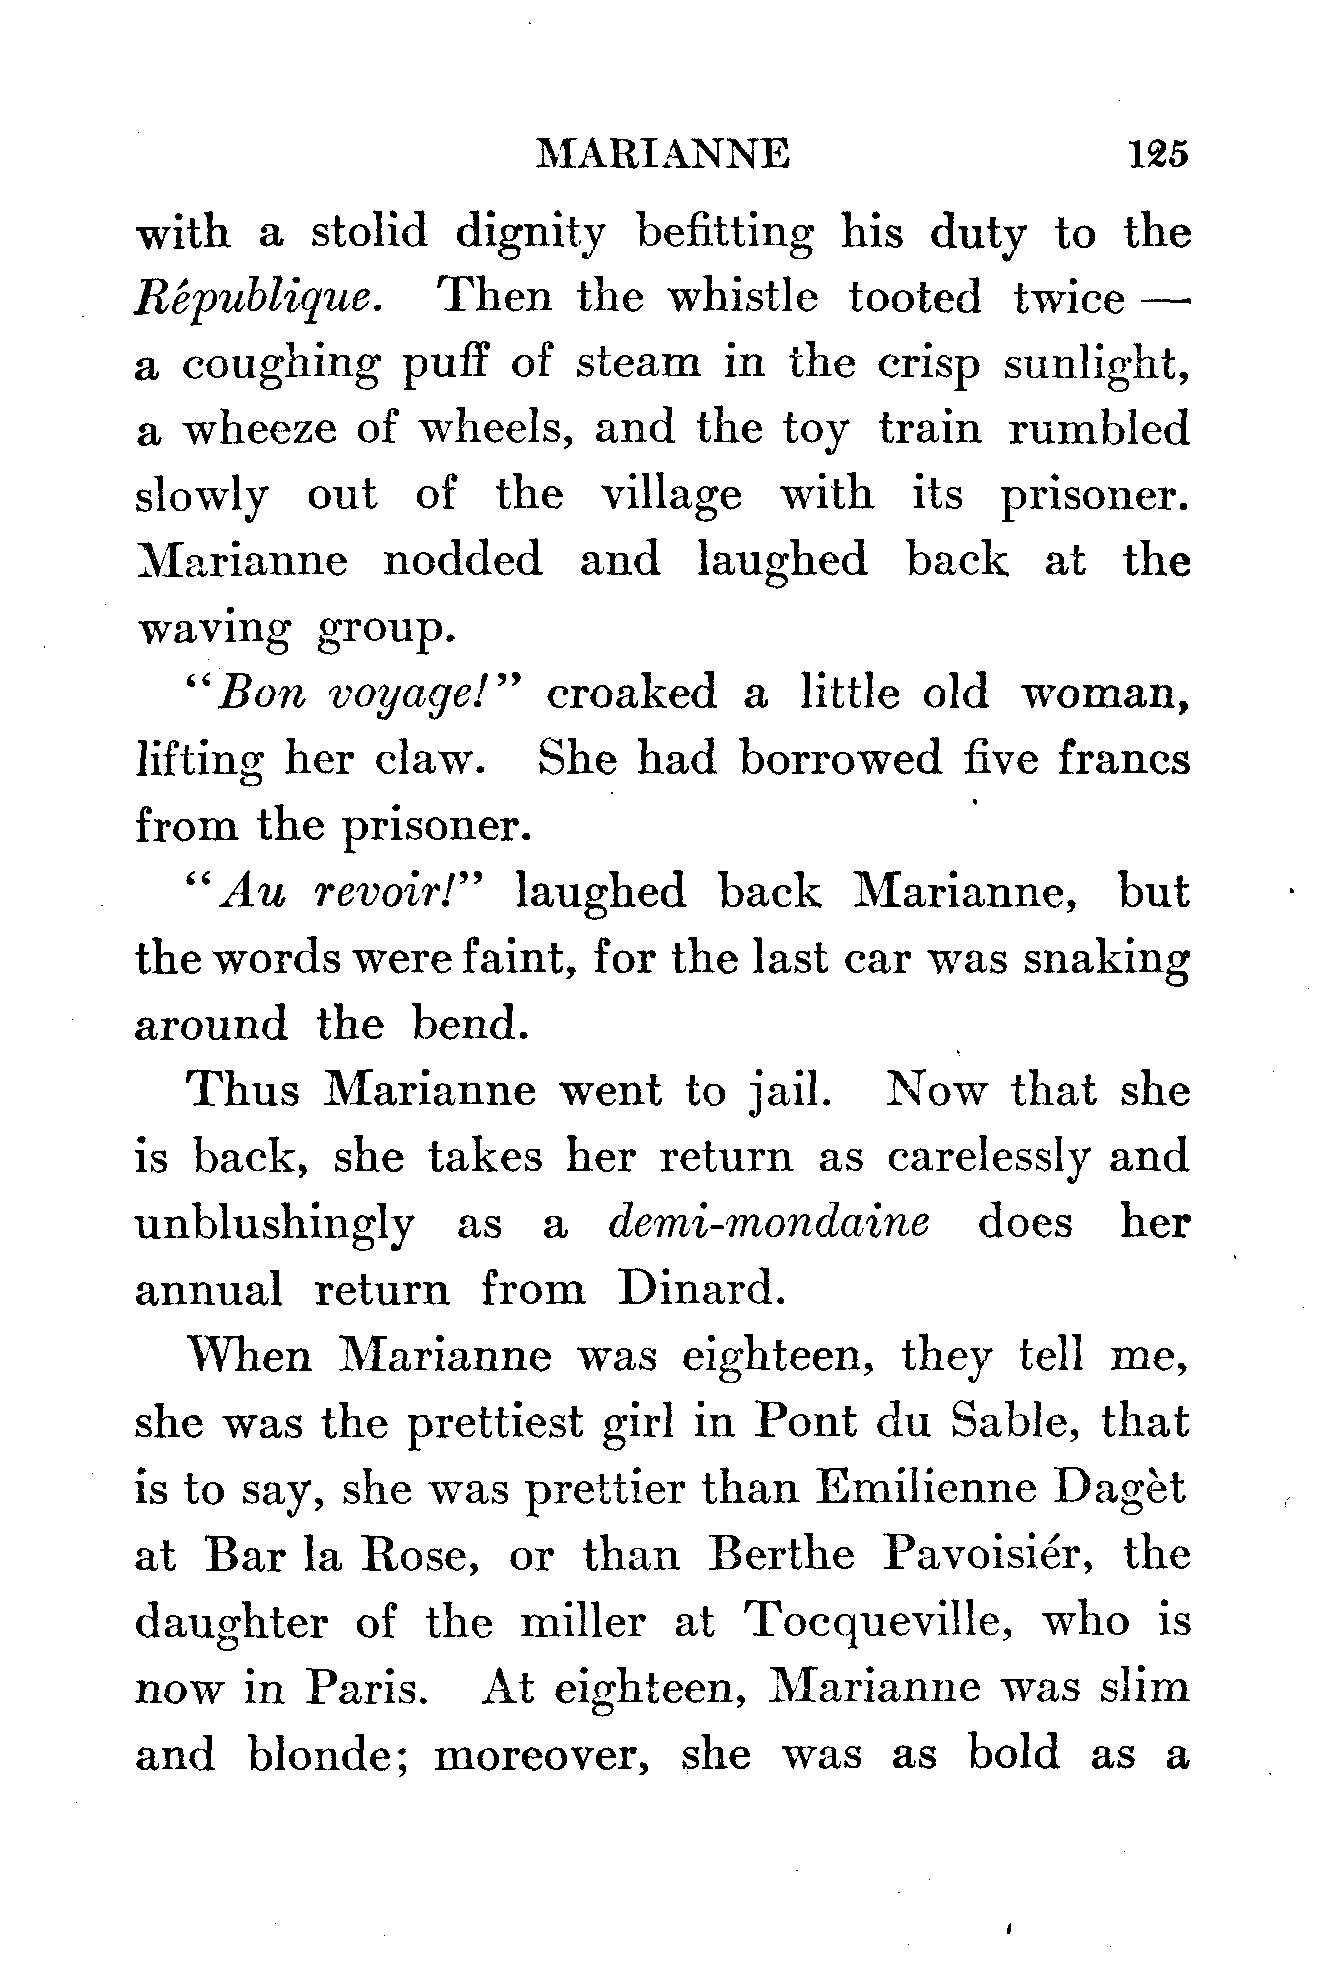 MARIANNE 125
with a stolid dignity befitting his duty to the
République. Then the whistle tooted twice —
a coughing puff of steam in the crisp sunlight,
a wheeze of wheels, and the toy train rumbled
slowly out of the village with its prisoner.
Marianne nodded and laughed back at the
waving group.
"Bon voyage!" croaked a little old woman,
lifting her claw. She had borrowed five francs
from the prisoner.
"Au revoir!" laughed back Marianne, but
the words were faint, for the last car was snaking
around the bend.
Thus Marianne went to jail. Now that she
is back, she takes her return as carelessly and
unblushingly as a demi-mondaine does her
annual return from Dinard.
When Marianne was eighteen, they tell me,
she was the prettiest girl in Pont du Sable, that
is to say, she was prettier than Emilienne Dagèt
at Bar la Rose, or than Berthe Pavoisiér, the
daughter of the miller at Tocqueville, who is
now in Paris. At eighteen, Marianne was slim
and blonde; moreover, she was as bold as a